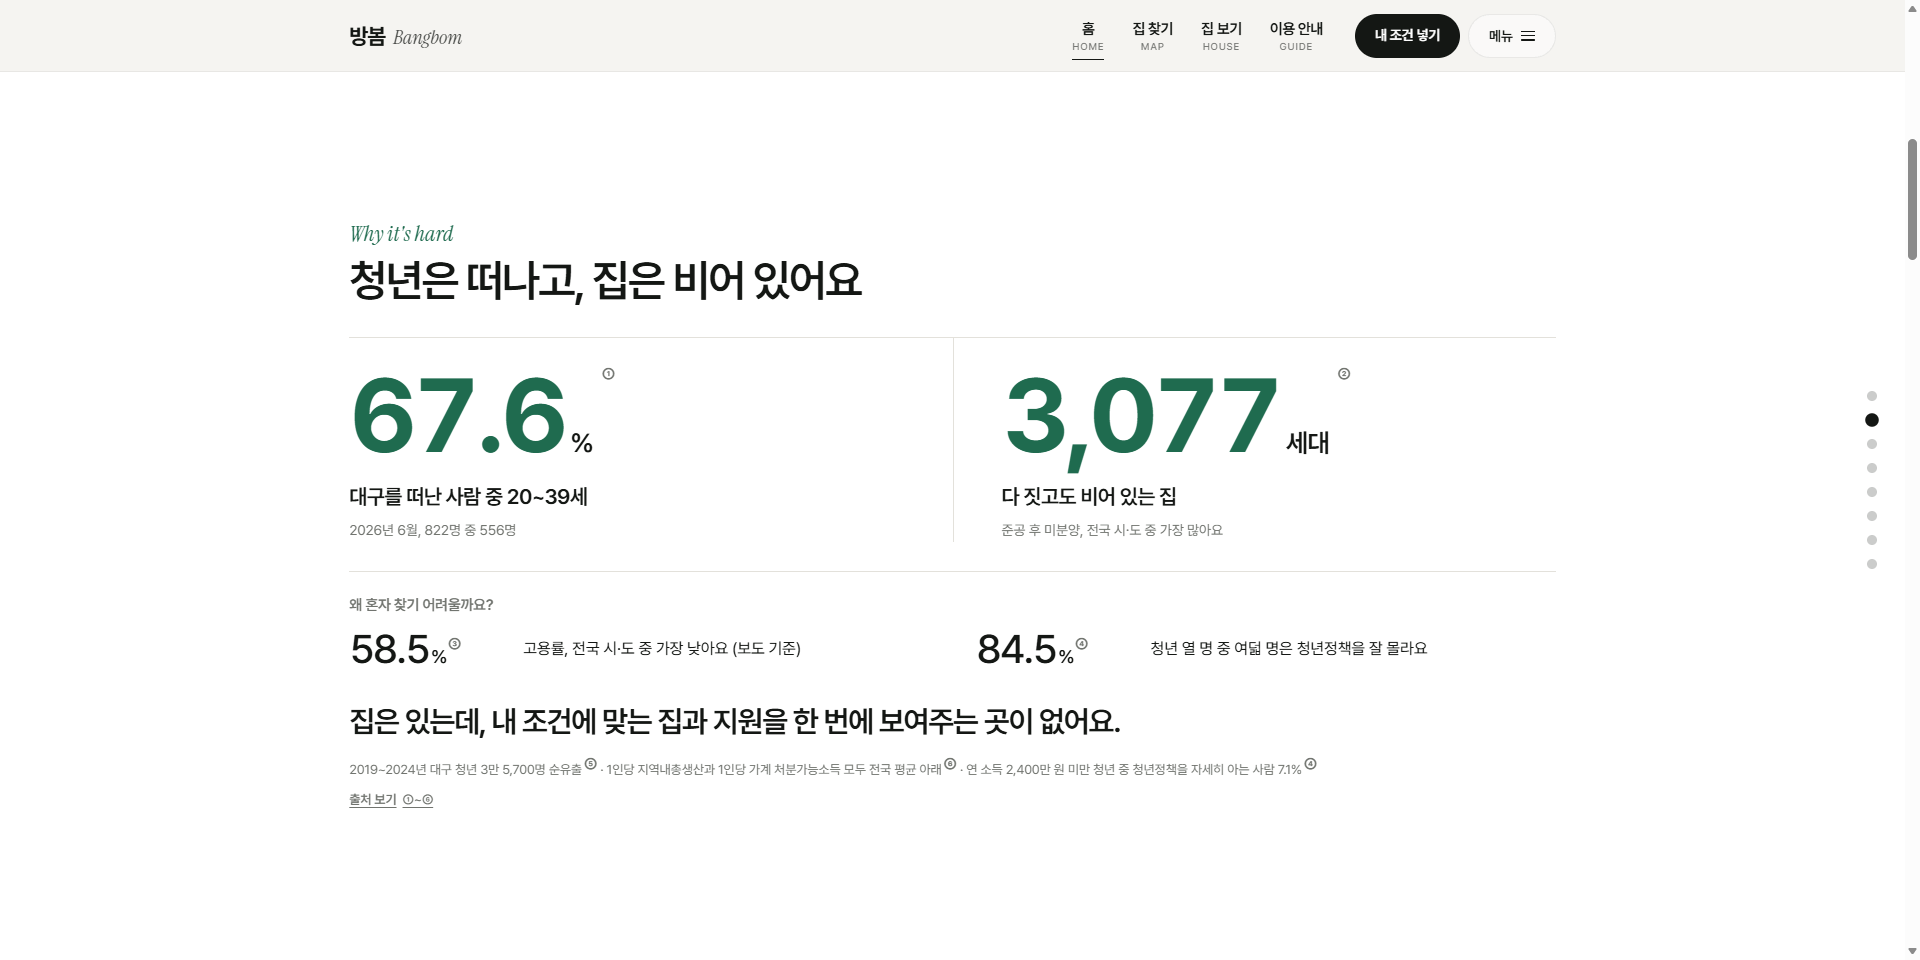 방봄 Bangbom
홈 집 찾기 집 보기 이용 안내
HOME MAP HOUSE GUIDE
내 조건 넣기
메뉴
Why it's hard
청년은 떠나고, 집은 비어 있어요
67.6 % ①
대구를 떠난 사람 중 20~39세
2026년 6월, 822명 중 556명
3,077 세대 ②
다 짓고도 비어 있는 집
준공 후 미분양, 전국 시·도 중 가장 많아요
왜 혼자 찾기 어려울까요?
58.5% ③ 고용률, 전국 시·도 중 가장 낮아요 (보도 기준)
84.5% ④ 청년 열 명 중 여덟 명은 청년정책을 잘 몰라요
집은 있는데, 내 조건에 맞는 집과 지원을 한 번에 보여주는 곳이 없어요.
2019~2024년 대구 청년 3만 5,700명 순유출 ⑤ · 1인당 지역내총생산과 1인당 가계 처분가능소득 모두 전국 평균 아래 ⑥ · 연 소득 2,400만 원 미만 청년 중 청년정책을 자세히 아는 사람 7.1% ④
출처 보기 ①~⑥